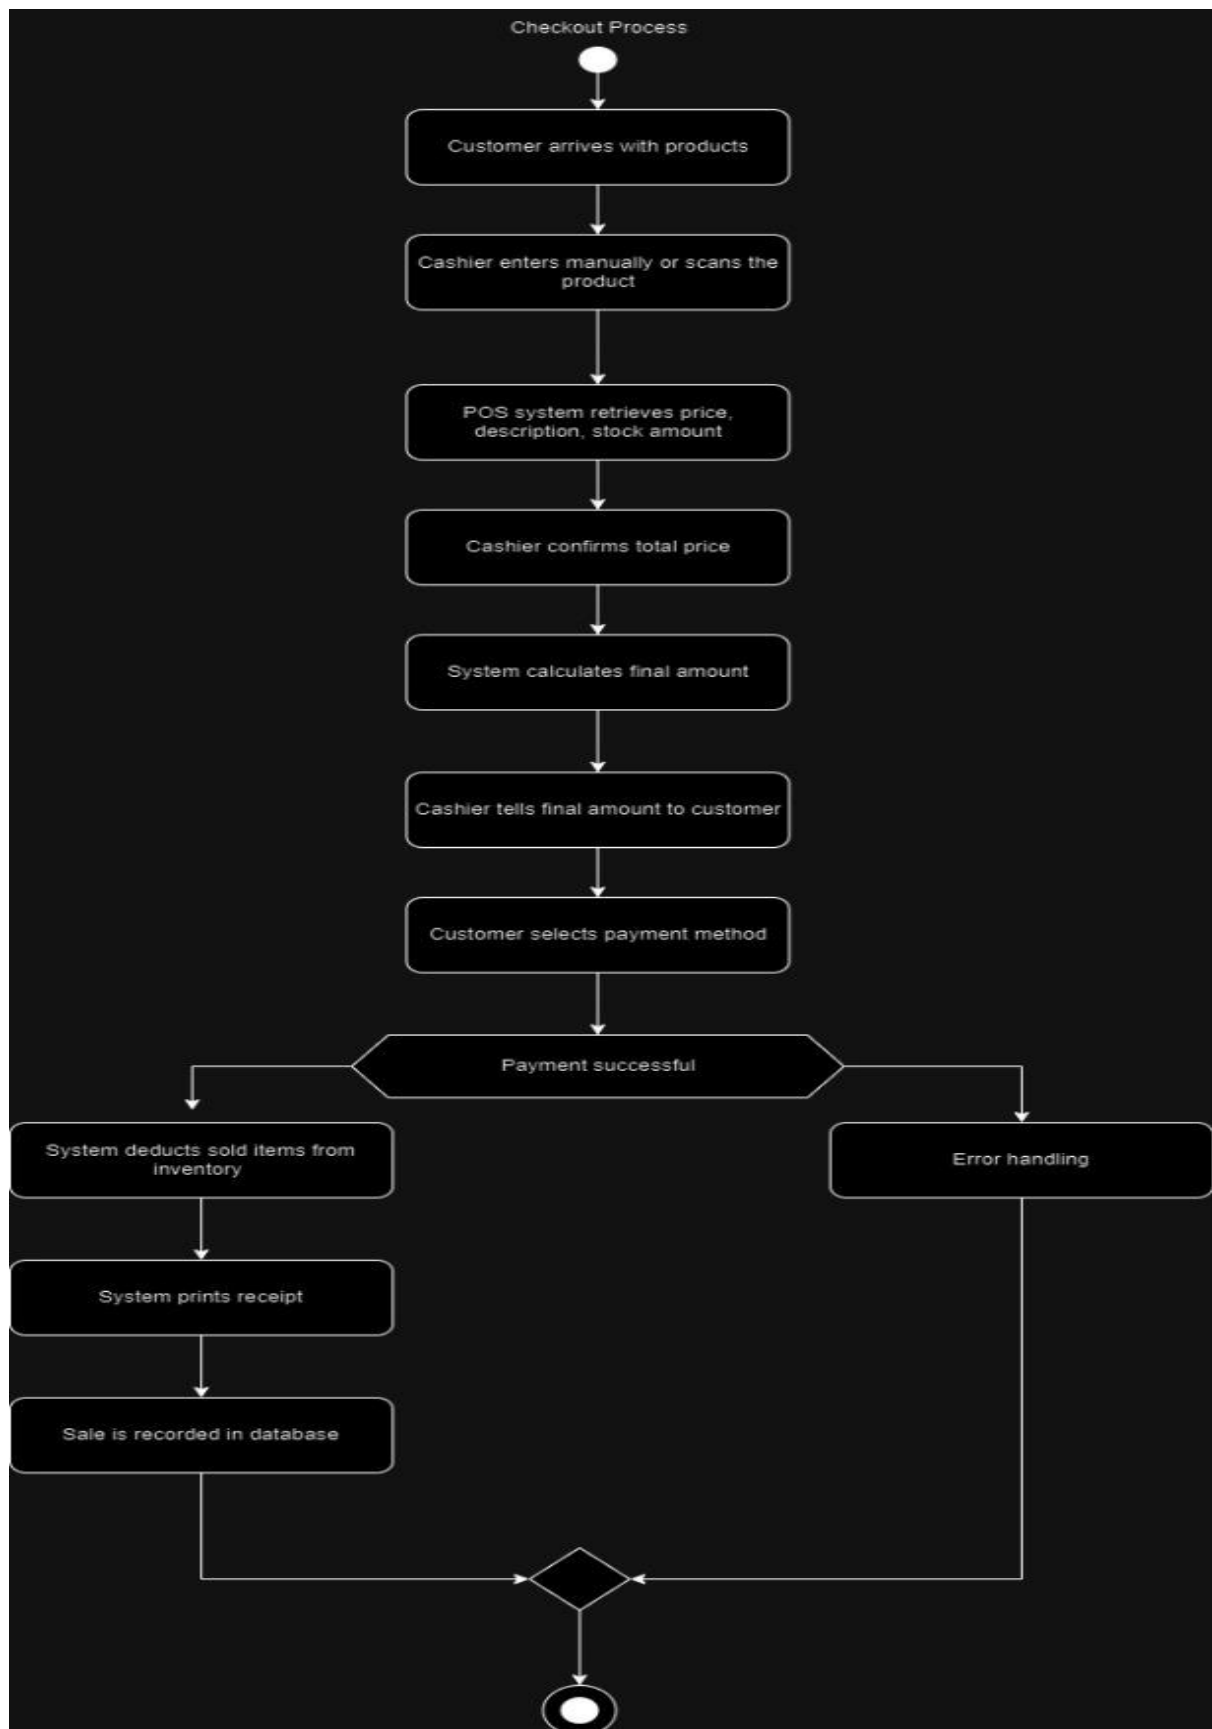 Checkout Process
Customer arrives with products
Cashier enters manually or scans the
product
POS system retrieves price,
description, stock amount
Cashier confirms total price
System calculates final amount
Cashier tells final amount to customer
Customer selects payment method
Payment successful
System deducts sold items from
inventory
Error handling
System prints receipt
Sale is recorded in database